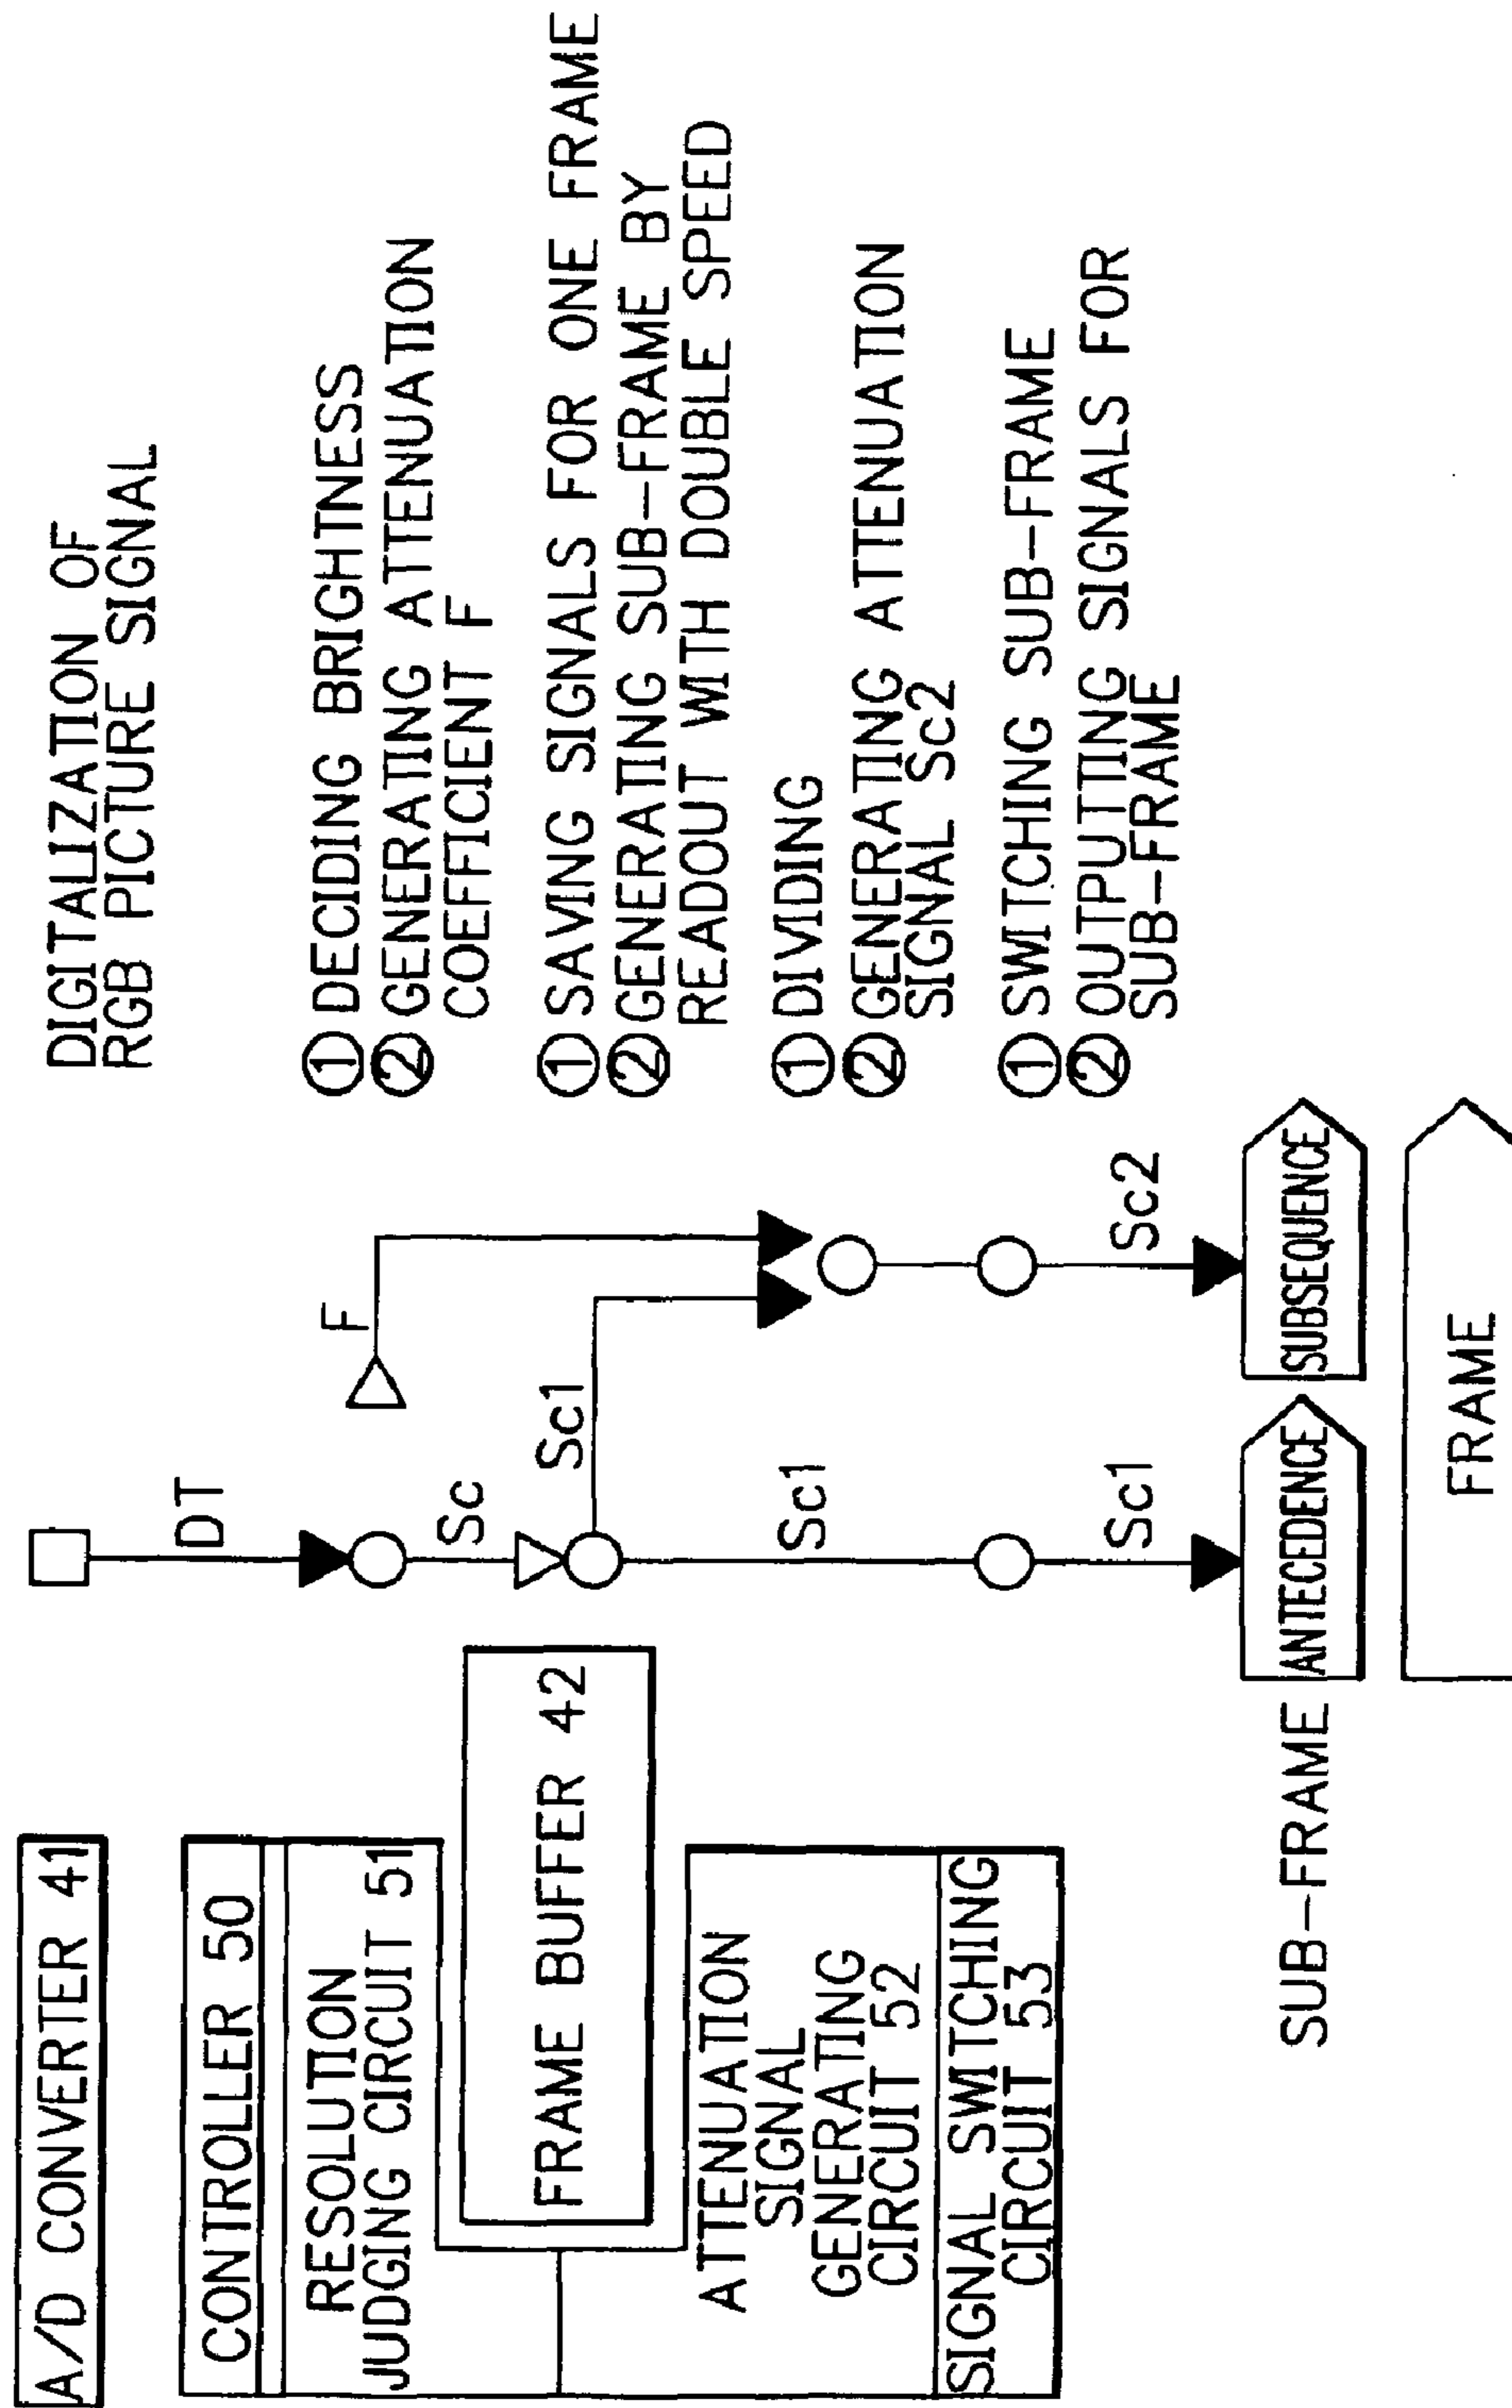 A/D CONVERTER 41
CONTROLLER 50
RESOLUTION
JUDGING CIRCUIT 51
FRAME BUFFER 42
ATTENUATION
SIGNAL
GENERATING
CIRCUIT 52
SIGNAL SWITCHING
CIRCUIT 53
DT
Sc
F
Sc1
Sc1
Sc1
Sc2
SUB-FRAME
ANTECEDENCE
SUBSEQUENCE
FRAME
DIGITALIZATION OF
RGB PICTURE SIGNAL
① DECIDING BRIGHTNESS
② GENERATING ATTENUATION
COEFFICIENT F
① SAVING SIGNALS FOR ONE FRAME
② GENERATING SUB-FRAME BY
READOUT WITH DOUBLE SPEED
① DIVIDING
② GENERATING ATTENUATION
SIGNAL Sc2
① SWITCHING SUB-FRAME
② OUTPUTTING SIGNALS FOR
SUB-FRAME